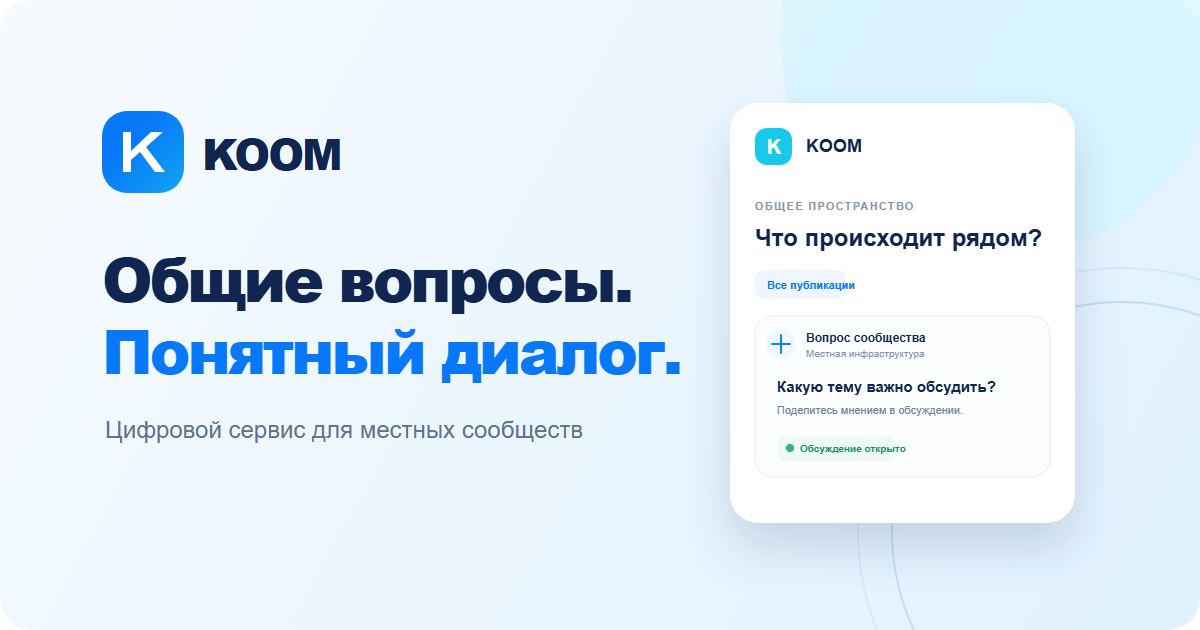 K
KOOM
Общие вопросы.
Понятный диалог.
Цифровой сервис для местных сообществ
K
KOOM
ОБЩЕЕ ПРОСТРАНСТВО
Что происходит рядом?
Все публикации
Вопрос сообщества
Местная инфраструктура
Какую тему важно обсудить?
Поделитесь мнением в обсуждении.
Обсуждение открыто